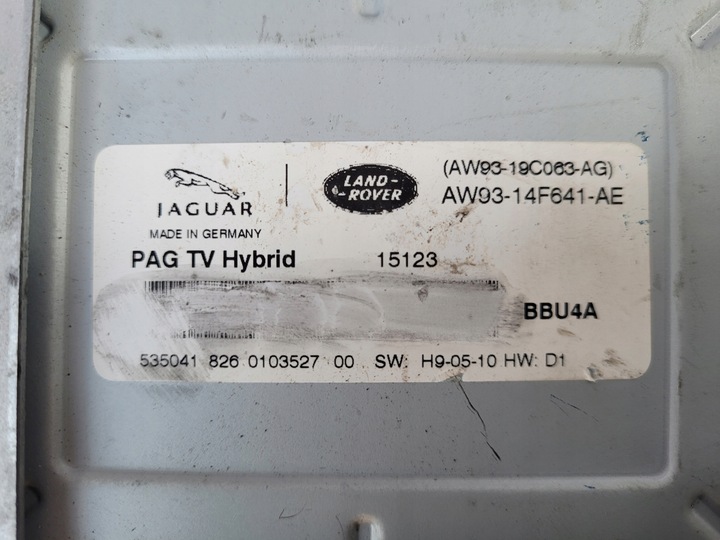 JAGUAR
LAND-
-ROVER
(AW93-19C063-AG)
AW93-14F641-AE
MADE IN GERMANY
PAG TV Hybrid 15123
BBU4A
535041 826 0103527 00 SW: H9-05-10 HW: D1